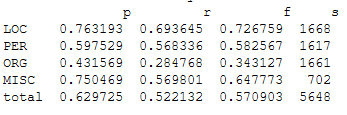 p r f s
LOC 0.763193 0.693645 0.726759 1668
PER 0.597529 0.568336 0.582567 1617
ORG 0.431569 0.284768 0.343127 1661
MISC 0.750469 0.569801 0.647773 702
total 0.629725 0.522132 0.570903 5648